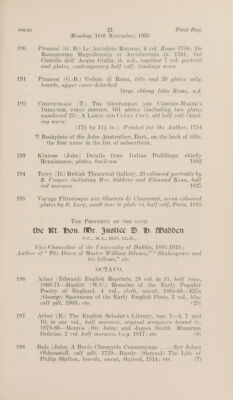 FOLIO 21 First Day.
Monday, 18th November, 1935
190 Piranesi (G. B.) Le Antichita Romane, 4 vol. Rome 1756; De
Romanorum Magnificentia et Architectura ib. 1761; Del
Castello dell' Acqua Giulia, ib. n.d., together 7 vol. portrait
and plates, contemporary half calf, bindings worn
191 Piranesi (G. B.) Vedute di Roma, title and 39 plates only,
boards, upper cover detached
large oblong folio Roma, n.d.
192 CHIPPENDALE (T.) THE GENTLEMAN AND CABINET-MAKER'S
DIRECTOR, FIRST EDITION, 161 plates (including two plates
numbered 25); A LARGE AND CLEAN COPY, old half calf (bind-
ing worn)
[17¾ by 11½ in.] Printed for the Author, 1754
Bookplate of Sir John Anstruther, Bart., on the back of title,
the first name in the list of subscribers
193 Kinross (John) Details from Italian Buildings, chiefly
Renaissance, plates, buckram 1882
194 Terry (D.) British Theatrical Gallery, 20 coloured portraits by
H. Cooper, including Mrs. Siddons and Edmund Kean, half
red morocco 1825
195 Voyage Pittoresque aux Glaciers de Chamouni, seven coloured
plates by G. Lory, small tear in plate vi, half calf, Paris, 1815
THE PROPERTY OF THE LATE
the Rt. Hon. Mr. Justice D. H. Madden
P.C., M.A., HON. LL.D.,
Vice-Chancellor of the University of Dublin, 1895-1919.
Author of "The Diary of Master William Silence," "Shakespeare and
his fellows," etc.
OCTAVO.
196 Arber (Edward) English Reprints, 29 vol. in 11, half roan,
1868-71—Hazlitt (W.C.) Remains of the Early Popular
Poetry of England, 4 vol., cloth, uncut, 1864-66—Ellis
(George) Specimens of the Early English Poets, 3 vol., blue
calf gilt, 1803; etc. (25)
197 Arber (E.) The English Scholar's Library, nos. 1—4, 7 and
10, in one vol., half morocco, original wrappers bound in,
1878-80—Mennis (Sir John) and James Smith, Musarum
Deliciae, 2 vol. half morocco, t.e.g. 1817; etc (6)
198 Bale (John) A Brefe Chronycle Concernynge . . . Syr Johan
Oldecastell, calf gilt, 1729—Burdy (Samuel) The Life of
Philip Skelton, boards, uncut, Oxford, 1914; etc (7)